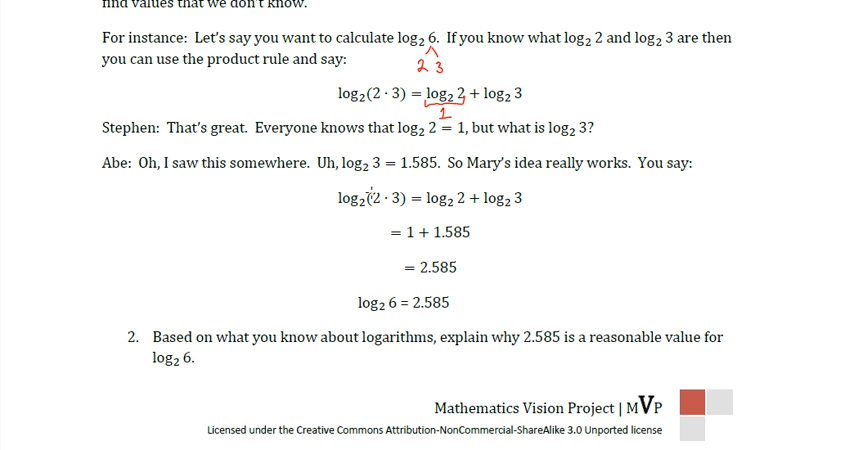 find values that we don't know.
For instance: Let's say you want to calculate log₂ 6. If you know what log₂ 2 and log₂ 3 are then
you can use the product rule and say:
2 3
log₂(2 · 3) = log₂ 2 + log₂ 3
1
Stephen: That's great. Everyone knows that log₂ 2 = 1, but what is log₂ 3?
Abe: Oh, I saw this somewhere. Uh, log₂ 3 = 1.585. So Mary's idea really works. You say:
log₂(2 · 3) = log₂ 2 + log₂ 3
= 1 + 1.585
= 2.585
log₂ 6 = 2.585
2. Based on what you know about logarithms, explain why 2.585 is a reasonable value for
log₂ 6.
Mathematics Vision Project | MVP
Licensed under the Creative Commons Attribution-NonCommercial-ShareAlike 3.0 Unported license